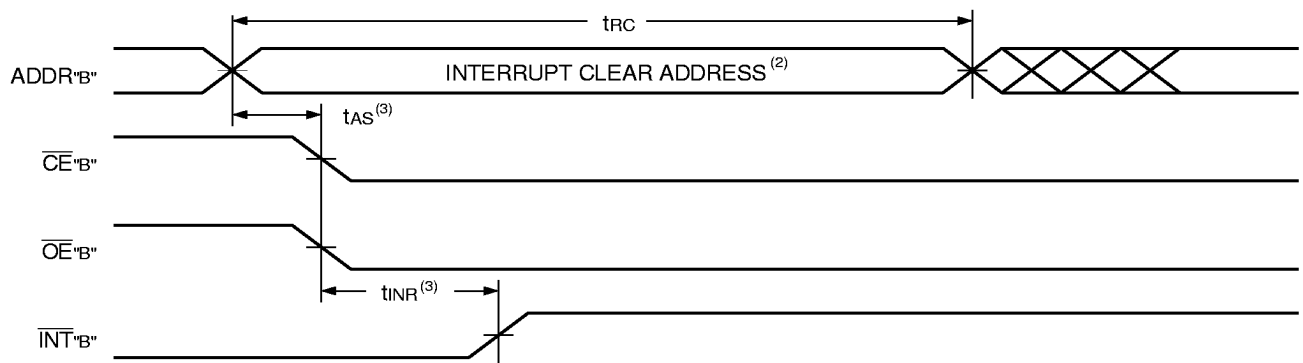 tRC
ADDR"B"
INTERRUPT CLEAR ADDRESS(2)
tAS(3)
CE"B"
OE"B"
tINR(3)
INT"B"